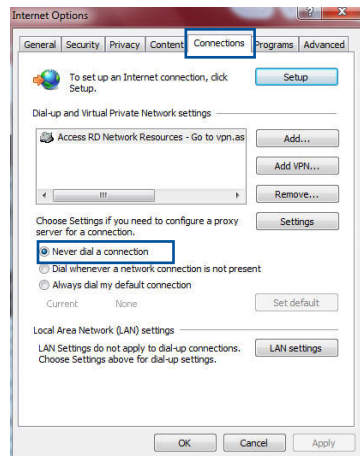 Internet Options
General Security Privacy Content Connections Programs Advanced
To set up an Internet connection, click
Setup.
Setup
Dial-up and Virtual Private Network settings
Access RD Network Resources - Go to vpn.as
Add...
Add VPN...
Remove...
Choose Settings if you need to configure a proxy
server for a connection.
Settings
Never dial a connection
Dial whenever a network connection is not present
Always dial my default connection
Current None
Set default
Local Area Network (LAN) settings
LAN Settings do not apply to dial-up connections.
Choose Settings above for dial-up settings.
LAN settings
OK Cancel Apply